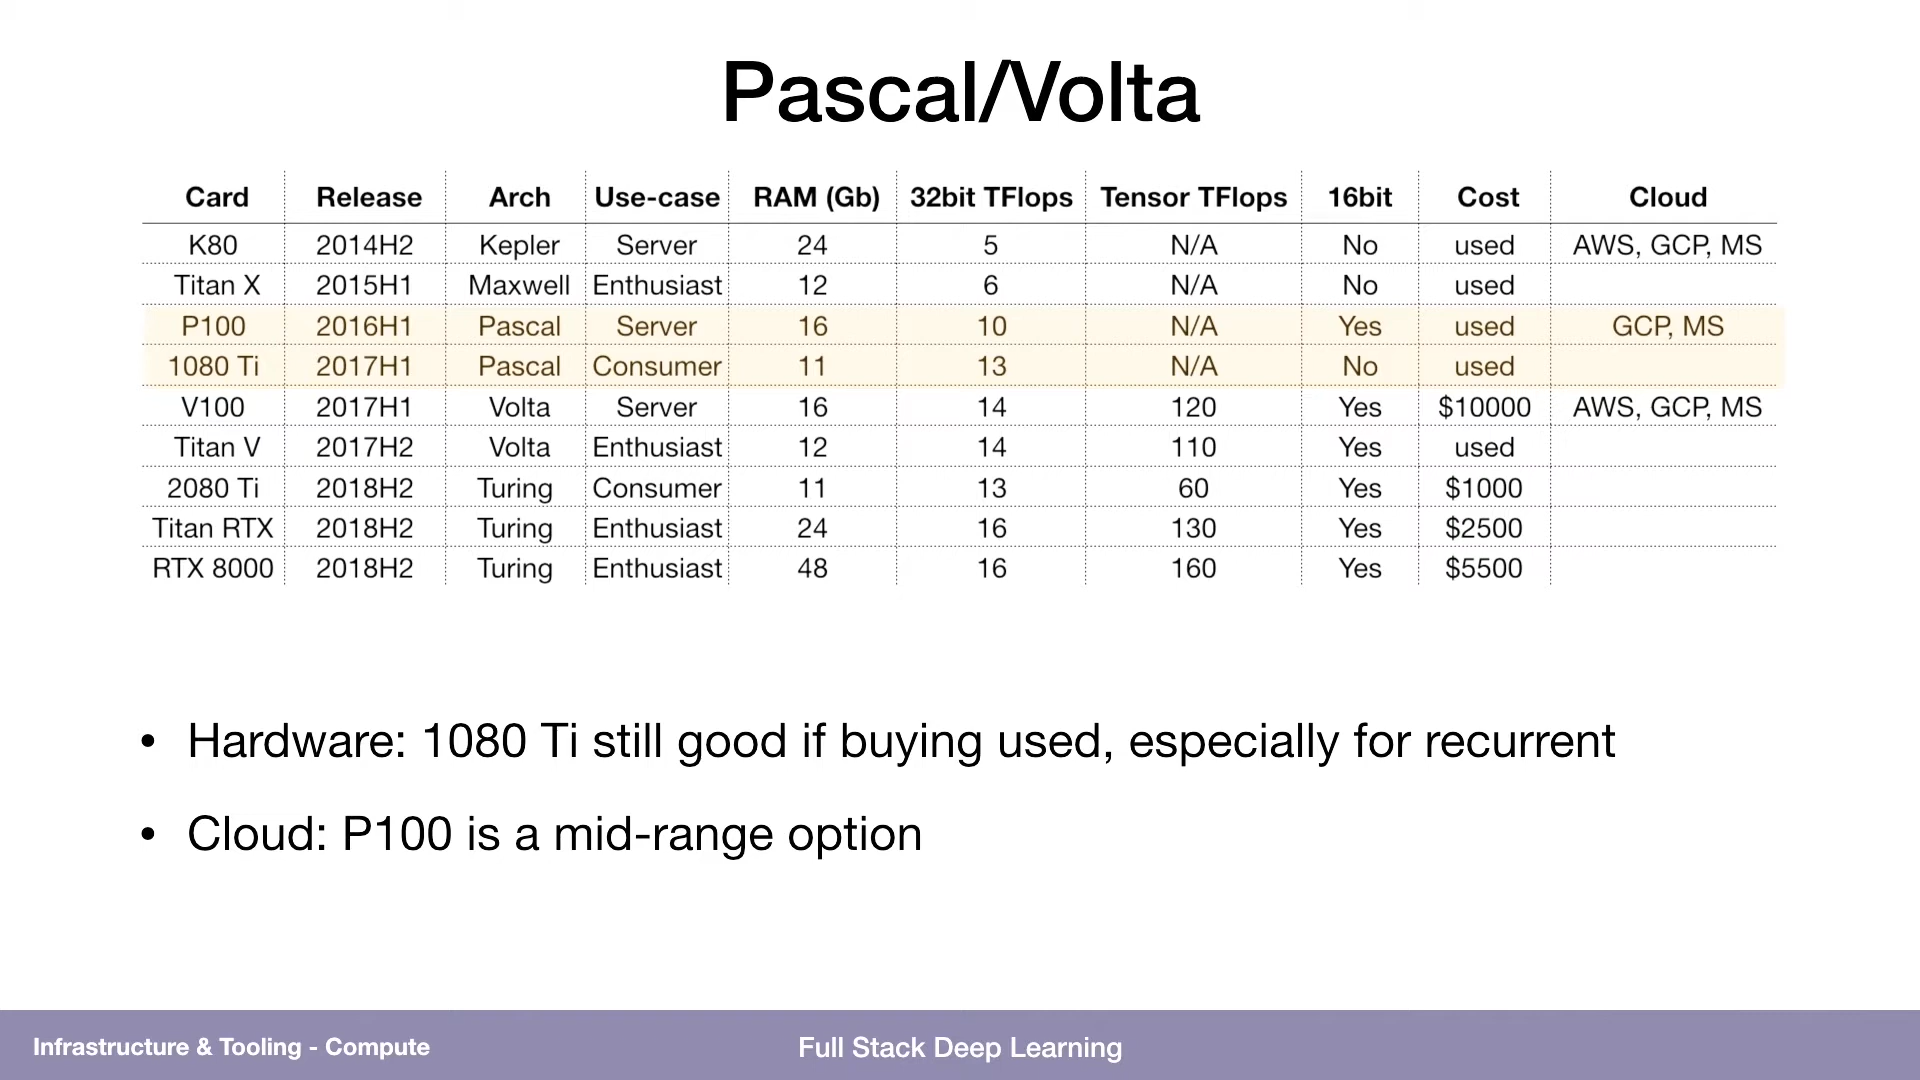 Pascal/Volta
Card Release Arch Use-case RAM (Gb) 32bit TFlops Tensor TFlops 16bit Cost Cloud
K80 2014H2 Kepler Server 24 5 N/A No used AWS, GCP, MS
Titan X 2015H1 Maxwell Enthusiast 12 6 N/A No used
P100 2016H1 Pascal Server 16 10 N/A Yes used GCP, MS
1080 Ti 2017H1 Pascal Consumer 11 13 N/A No used
V100 2017H1 Volta Server 16 14 120 Yes $10000 AWS, GCP, MS
Titan V 2017H2 Volta Enthusiast 12 14 110 Yes used
2080 Ti 2018H2 Turing Consumer 11 13 60 Yes $1000
Titan RTX 2018H2 Turing Enthusiast 24 16 130 Yes $2500
RTX 8000 2018H2 Turing Enthusiast 48 16 160 Yes $5500
• Hardware: 1080 Ti still good if buying used, especially for recurrent
• Cloud: P100 is a mid-range option
Infrastructure & Tooling - Compute
Full Stack Deep Learning